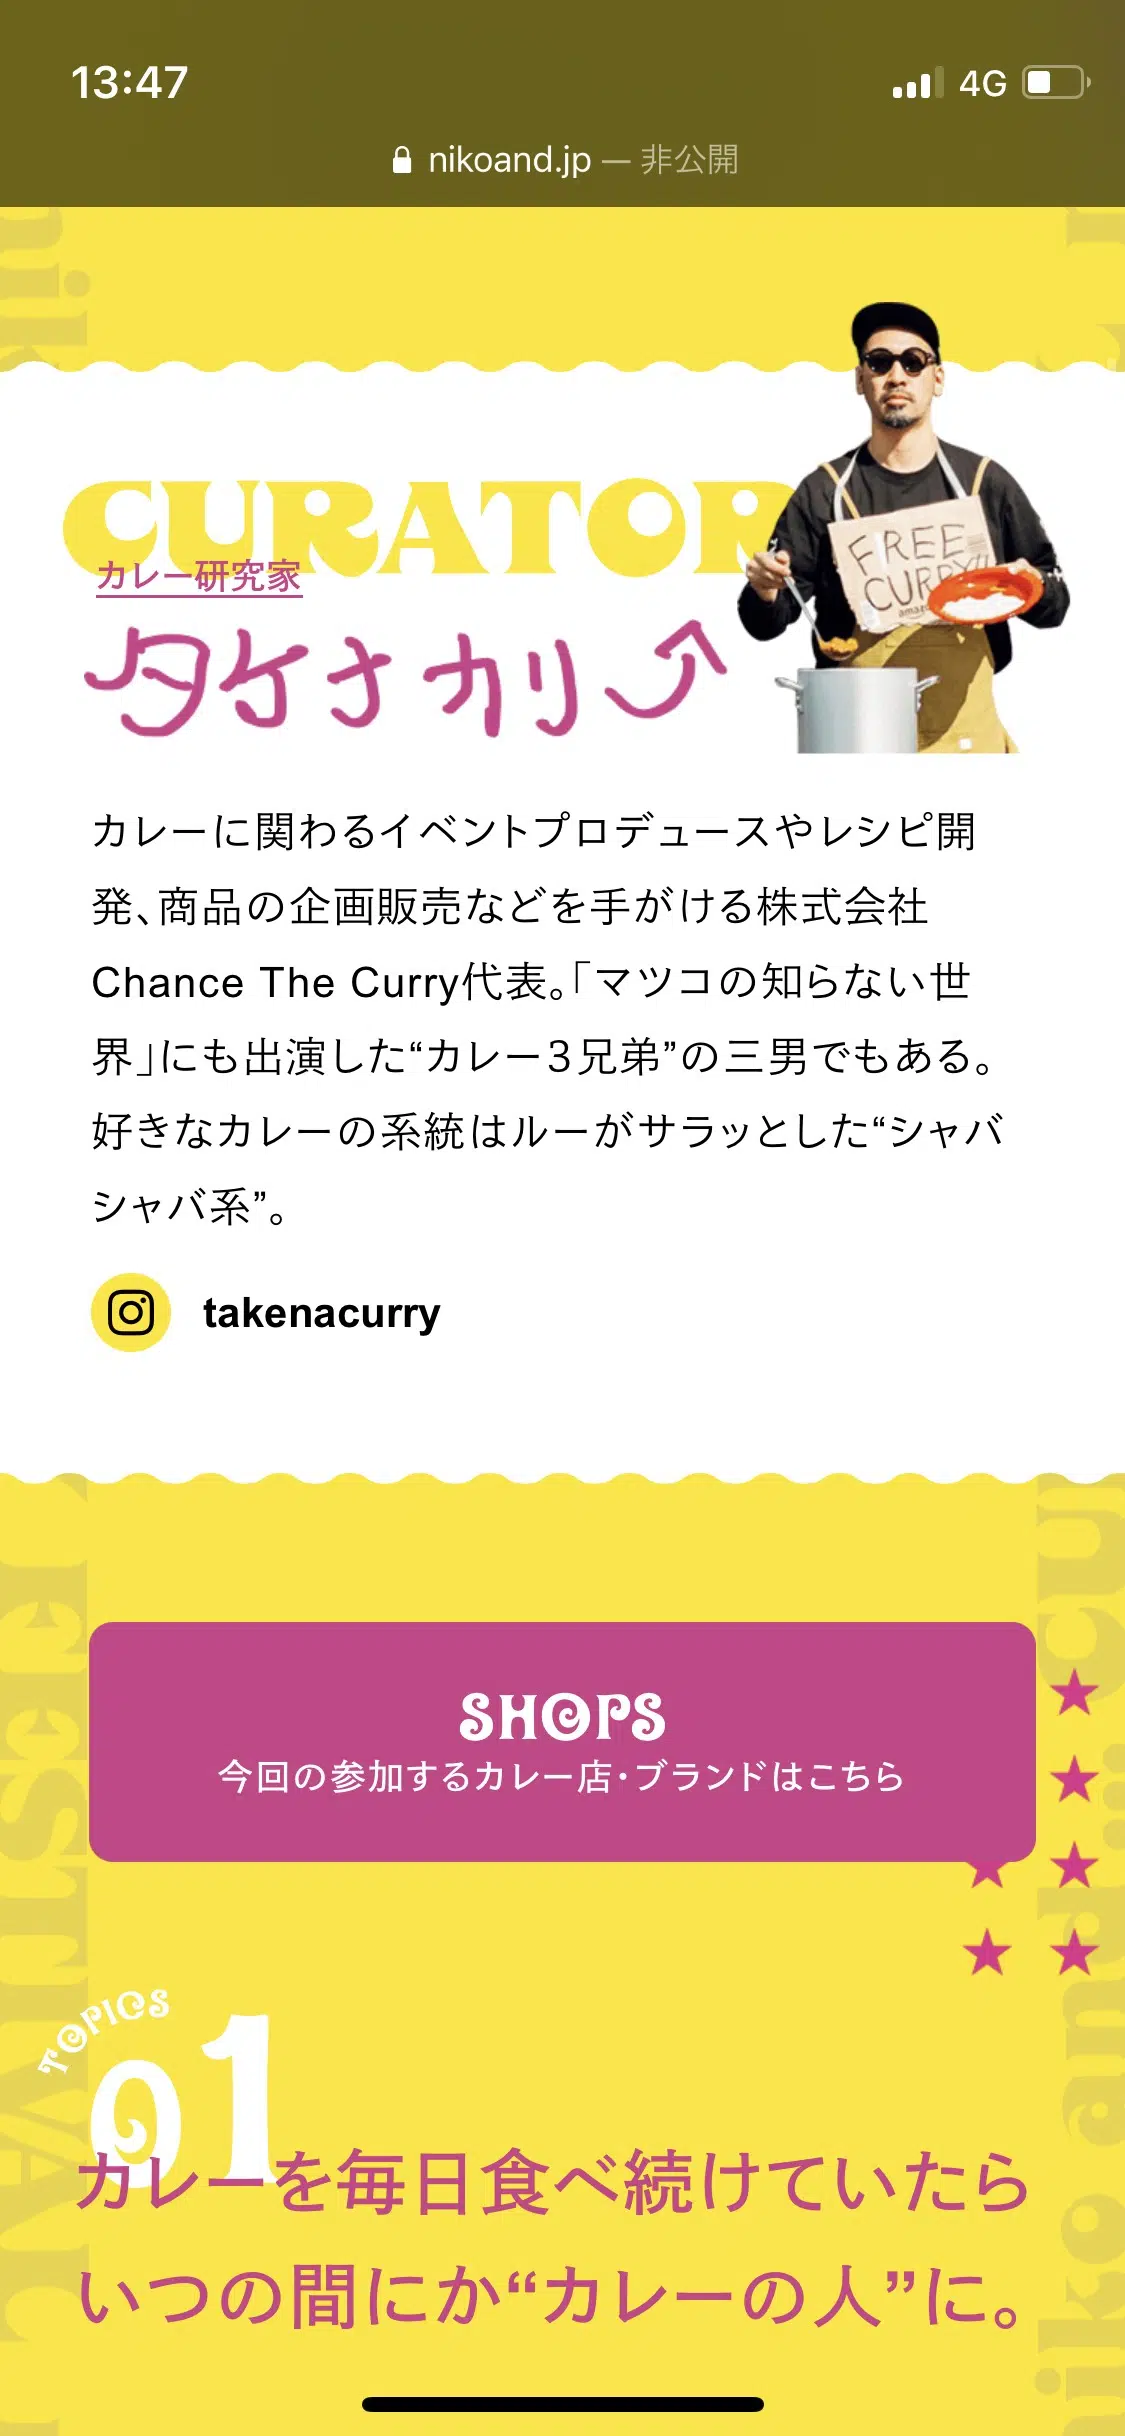 13:47
4G
nikoand.jp — 非公開
CURATOR
カレー研究家
タケナカリー
FREE
CURRY!!
カレーに関わるイベントプロデュースやレシピ開
発、商品の企画販売などを手がける株式会社
Chance The Curry代表。「マツコの知らない世
界」にも出演した“カレー3兄弟”の三男でもある。
好きなカレーの系統はルーがサラッとした“シャバ
シャバ系”。
takenacurry
SHOPS
今回の参加するカレー店・ブランドはこちら
TOPICS
01
カレーを毎日食べ続けていたら
いつの間にか“カレーの人”に。